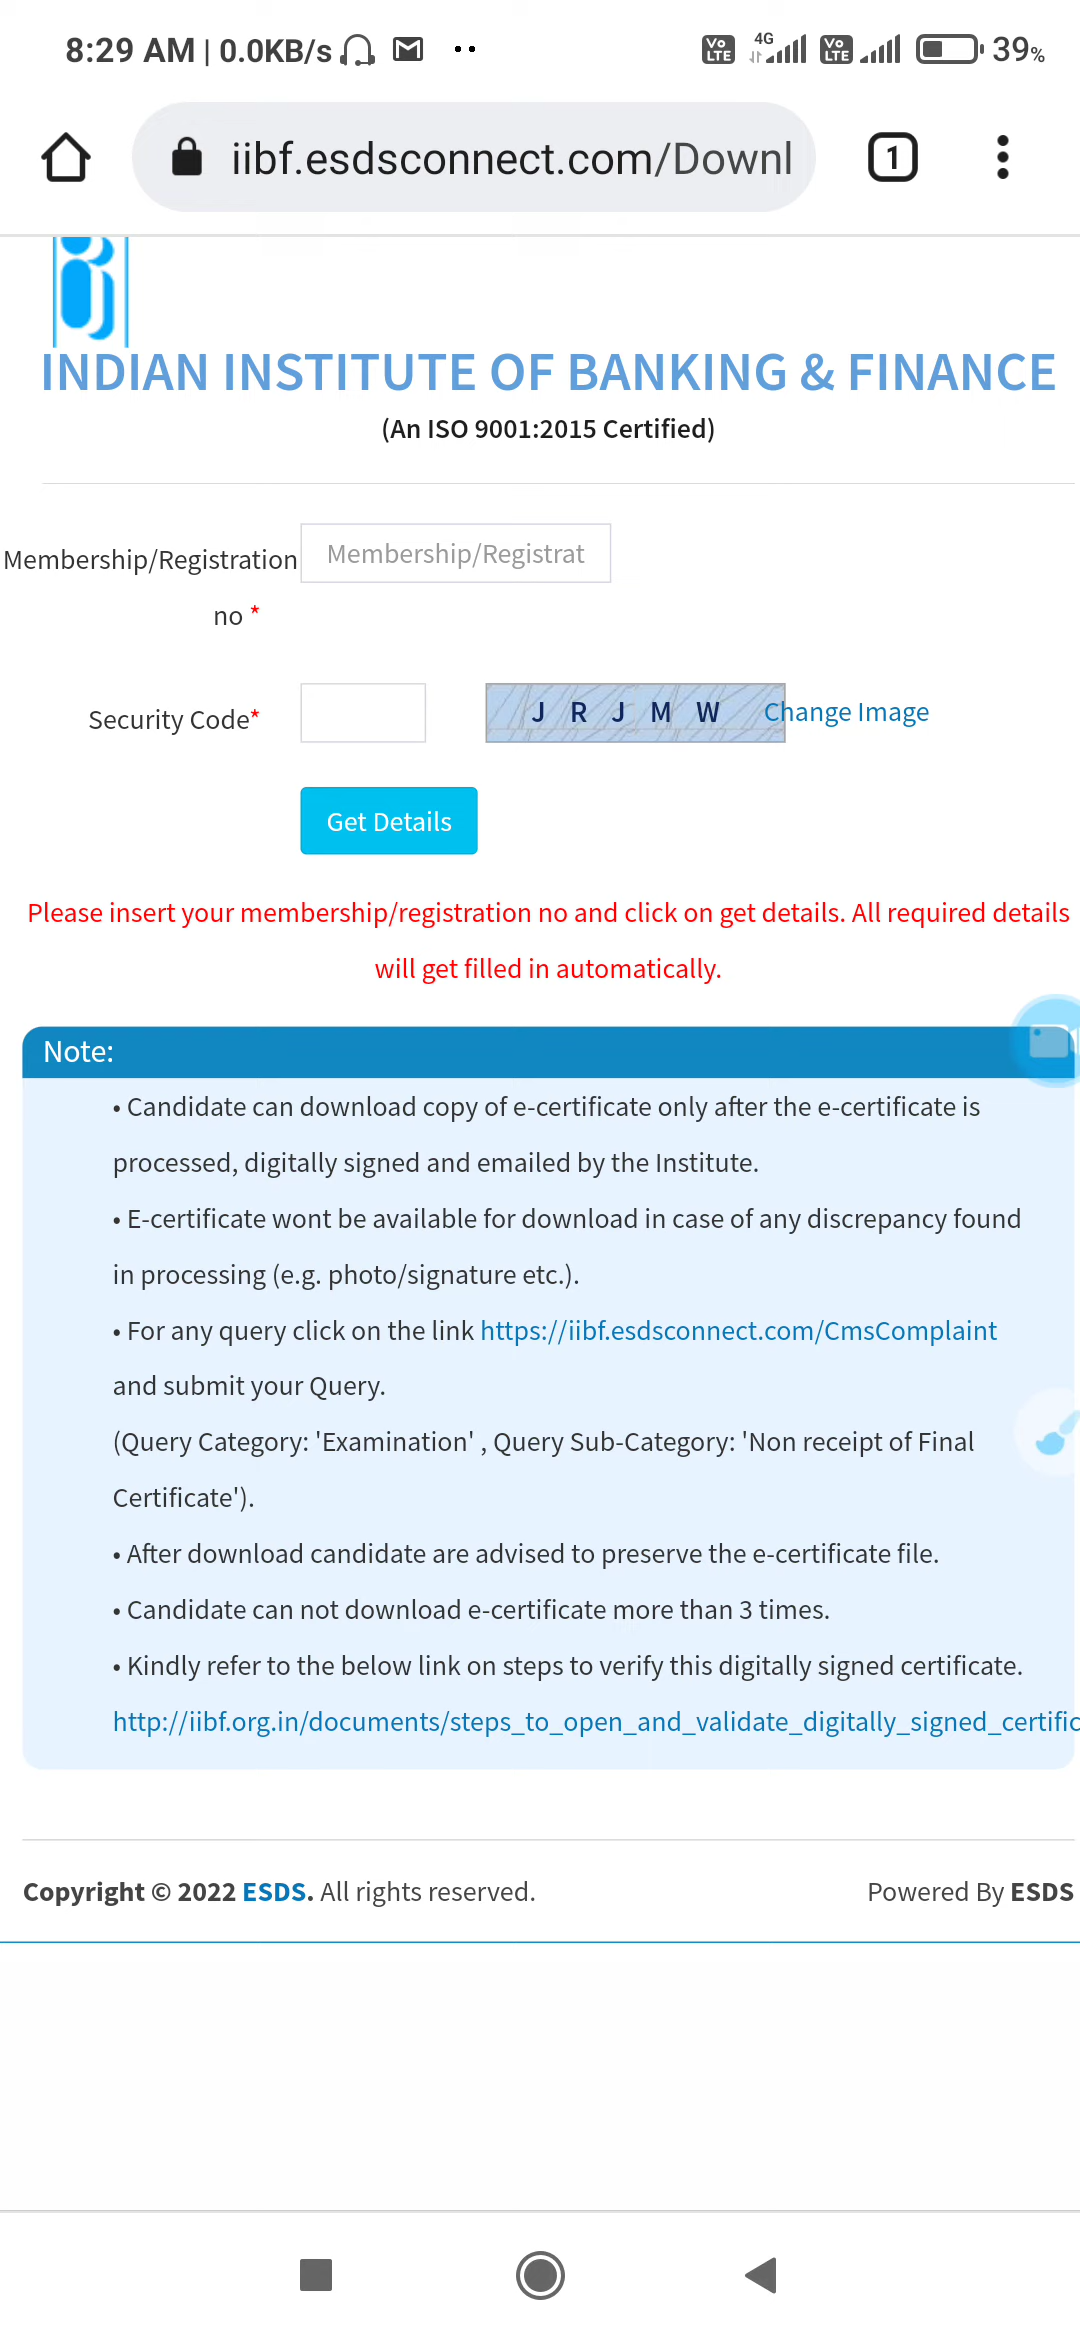 8:29 AM | 0.0KB/s
Vo LTE 4G Vo LTE 39%
iibf.esdsconnect.com/Downl
1
INDIAN INSTITUTE OF BANKING & FINANCE
(An ISO 9001:2015 Certified)
Membership/Registration Membership/Registrat
no *
Security Code* J R J M W Change Image
Get Details
Please insert your membership/registration no and click on get details. All required details
will get filled in automatically.
Note:
• Candidate can download copy of e-certificate only after the e-certificate is
processed, digitally signed and emailed by the Institute.
• E-certificate wont be available for download in case of any discrepancy found
in processing (e.g. photo/signature etc.).
• For any query click on the link https://iibf.esdsconnect.com/CmsComplaint
and submit your Query.
(Query Category: 'Examination' , Query Sub-Category: 'Non receipt of Final
Certificate').
• After download candidate are advised to preserve the e-certificate file.
• Candidate can not download e-certificate more than 3 times.
• Kindly refer to the below link on steps to verify this digitally signed certificate.
http://iibf.org.in/documents/steps_to_open_and_validate_digitally_signed_certific
Copyright © 2022 ESDS. All rights reserved. Powered By ESDS